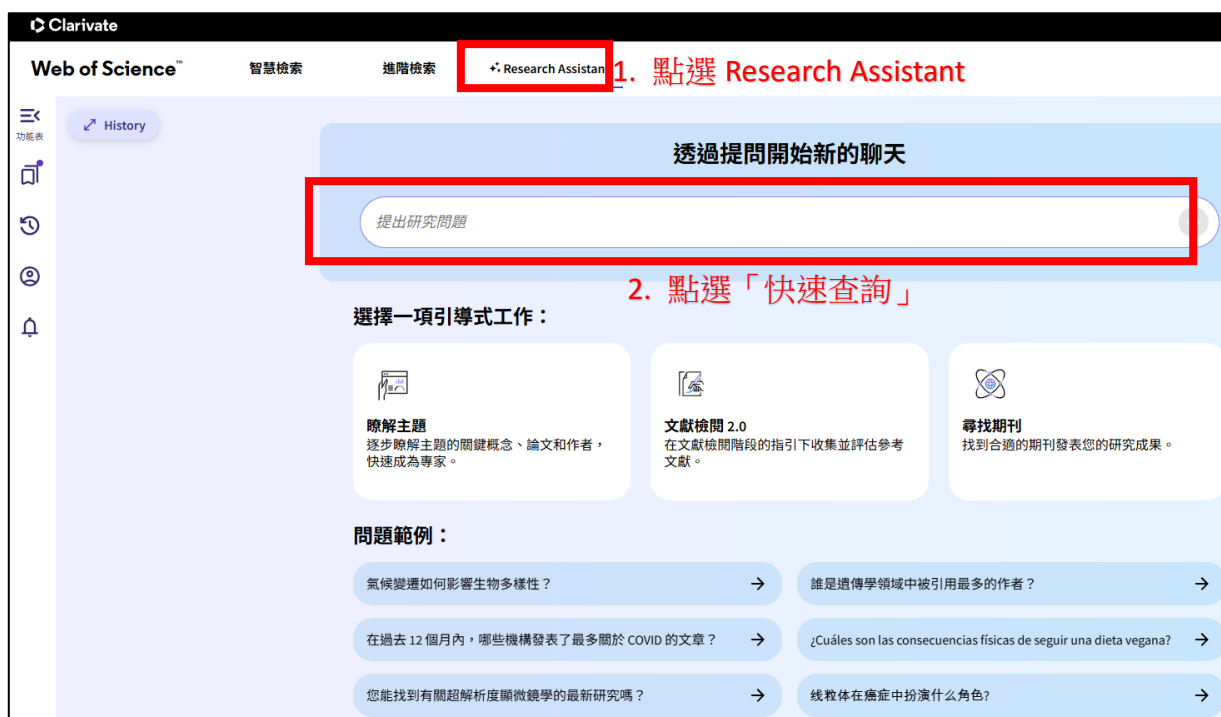 Clarivate
Web of Science™ 智慧檢索 進階檢索 Research Assistan 1. 點選 Research Assistant
功能表
History
透過提問開始新的聊天
提出研究問題
2. 點選「快速查詢」
選擇一項引導式工作：
瞭解主題
逐步瞭解主題的關鍵概念、論文和作者，
快速成為專家。
文獻檢閱 2.0
在文獻檢閱階段的指引下收集並評估參考
文獻。
尋找期刊
找到合適的期刊發表您的研究成果。
問題範例：
氣候變遷如何影響生物多樣性？
誰是遺傳學領域中被引用最多的作者？
在過去 12 個月內，哪些機構發表了最多關於 COVID 的文章？
¿Cuáles son las consecuencias físicas de seguir una dieta vegana?
您能找到有關超解析度顯微鏡學的最新研究嗎？
线粒体在癌症中扮演什么角色?